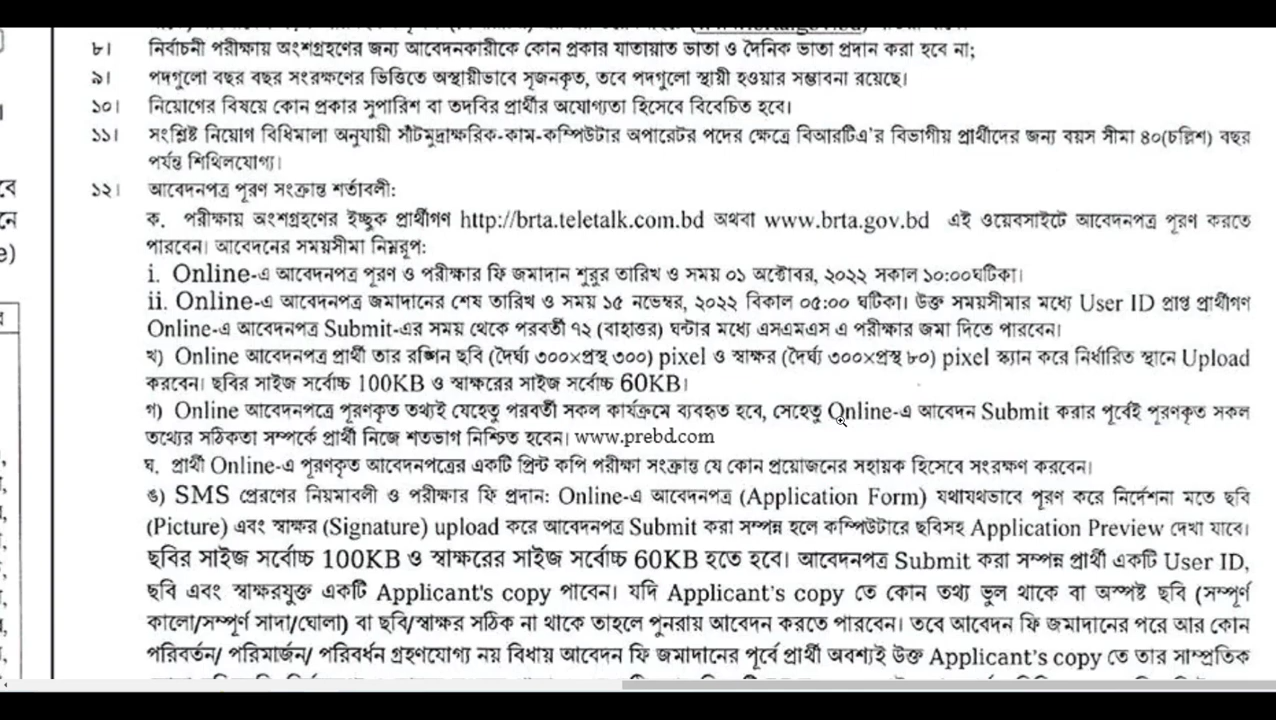 ৮। নির্বাচনী পরীক্ষায় অংশগ্রহণের জন্য আবেদনকারীকে কোন প্রকার যাতায়াত ভাতা ও দৈনিক ভাতা প্রদান করা হবে না;
৯। পদগুলো বছর বছর সংরক্ষণের ভিত্তিতে অস্থায়ীভাবে সৃজনকৃত, তবে পদগুলো স্থায়ী হওয়ার সম্ভাবনা রয়েছে।
১০। নিয়োগের বিষয়ে কোন প্রকার সুপারিশ বা তদবির প্রার্থীর অযোগ্যতা হিসেবে বিবেচিত হবে।
১১। সংশ্লিষ্ট নিয়োগ বিধিমালা অনুযায়ী সাঁটমুদ্রাক্ষরিক-কাম-কম্পিউটার অপারেটর পদের ক্ষেত্রে বিআরটিএ'র বিভাগীয় প্রার্থীদের জন্য বয়স সীমা ৪০(চল্লিশ) বছর
পর্যন্ত শিথিলযোগ্য।
১২। আবেদনপত্র পূরণ সংক্রান্ত শর্তাবলী:
ক. পরীক্ষায় অংশগ্রহণের ইচ্ছুক প্রার্থীগণ http://brta.teletalk.com.bd অথবা www.brta.gov.bd এই ওয়েবসাইটে আবেদনপত্র পূরণ করতে
পারবেন। আবেদনের সময়সীমা নিম্নরূপ:
i. Online-এ আবেদনপত্র পূরণ ও পরীক্ষার ফি জমাদান শুরুর তারিখ ও সময় ০১ অক্টোবর, ২০২২ সকাল ১০:০০ঘটিকা।
ii. Online-এ আবেদনপত্র জমাদানের শেষ তারিখ ও সময় ১৫ নভেম্বর, ২০২২ বিকাল ০৫:০০ ঘটিকা। উক্ত সময়সীমার মধ্যে User ID প্রাপ্ত প্রার্থীগণ
Online-এ আবেদনপত্র Submit-এর সময় থেকে পরবর্তী ৭২ (বাহাত্তর) ঘন্টার মধ্যে এসএমএস এ পরীক্ষার জমা দিতে পারবেন।
খ) Online আবেদনপত্র প্রার্থী তার রঙ্গিন ছবি (দৈর্ঘ্য ৩০০×প্রস্থ ৩০০) pixel ও স্বাক্ষর (দৈর্ঘ্য ৩০০×প্রস্থ ৮০) pixel স্ক্যান করে নির্ধারিত স্থানে Upload
করবেন। ছবির সাইজ সর্বোচ্চ 100KB ও স্বাক্ষরের সাইজ সর্বোচ্চ 60KB।
গ) Online আবেদনপত্রে পূরণকৃত তথ্যই যেহেতু পরবর্তী সকল কার্যক্রমে ব্যবহৃত হবে, সেহেতু Online-এ আবেদন Submit করার পূর্বেই পূরণকৃত সকল
তথ্যের সঠিকতা সম্পর্কে প্রার্থী নিজে শতভাগ নিশ্চিত হবেন। www.prebd.com
ঘ. প্রার্থী Online-এ পূরণকৃত আবেদনপত্রের একটি প্রিন্ট কপি পরীক্ষা সংক্রান্ত যে কোন প্রয়োজনের সহায়ক হিসেবে সংরক্ষণ করবেন।
ঙ) SMS প্রেরণের নিয়মাবলী ও পরীক্ষার ফি প্রদান: Online-এ আবেদনপত্র (Application Form) যথাযথভাবে পূরণ করে নির্দেশনা মতে ছবি
(Picture) এবং স্বাক্ষর (Signature) upload করে আবেদনপত্র Submit করা সম্পন্ন হলে কম্পিউটারে ছবিসহ Application Preview দেখা যাবে।
ছবির সাইজ সর্বোচ্চ 100KB ও স্বাক্ষরের সাইজ সর্বোচ্চ 60KB হতে হবে। আবেদনপত্র Submit করা সম্পন্ন প্রার্থী একটি User ID,
ছবি এবং স্বাক্ষরযুক্ত একটি Applicant's copy পাবেন। যদি Applicant's copy তে কোন তথ্য ভুল থাকে বা অস্পষ্ট ছবি (সম্পূর্ণ
কালো/সম্পূর্ণ সাদা/ঘোলা) বা ছবি/স্বাক্ষর সঠিক না থাকে তাহলে পুনরায় আবেদন করতে পারবেন। তবে আবেদন ফি জমাদানের পরে আর কোন
পরিবর্তন/ পরিমার্জন/ পরিবর্ধন গ্রহণযোগ্য নয় বিধায় আবেদন ফি জমাদানের পূর্বে প্রার্থী অবশ্যই উক্ত Applicant's copy তে তার সাম্প্রতিক